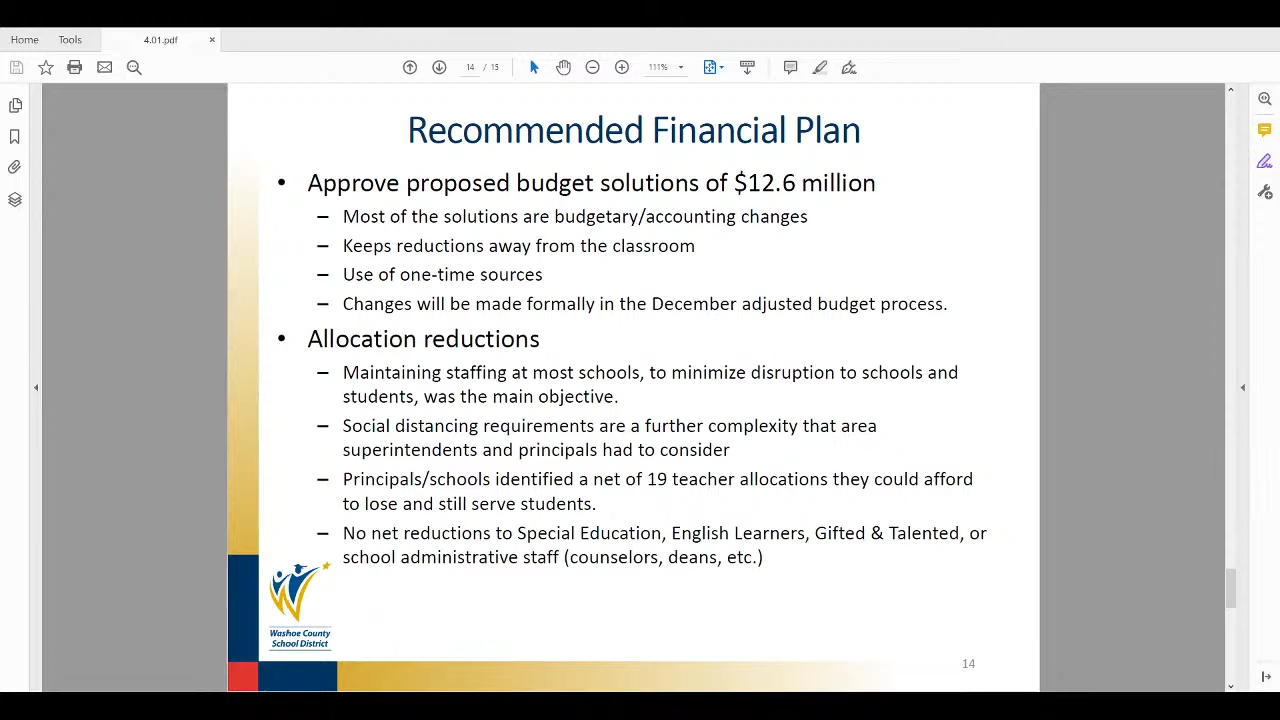 Home Tools 4.01.pdf ×
14 / 15 111%
Recommended Financial Plan
• Approve proposed budget solutions of $12.6 million
– Most of the solutions are budgetary/accounting changes
– Keeps reductions away from the classroom
– Use of one-time sources
– Changes will be made formally in the December adjusted budget process.
• Allocation reductions
– Maintaining staffing at most schools, to minimize disruption to schools and
students, was the main objective.
– Social distancing requirements are a further complexity that area
superintendents and principals had to consider
– Principals/schools identified a net of 19 teacher allocations they could afford
to lose and still serve students.
– No net reductions to Special Education, English Learners, Gifted & Talented, or
school administrative staff (counselors, deans, etc.)
Washoe County
School District
14